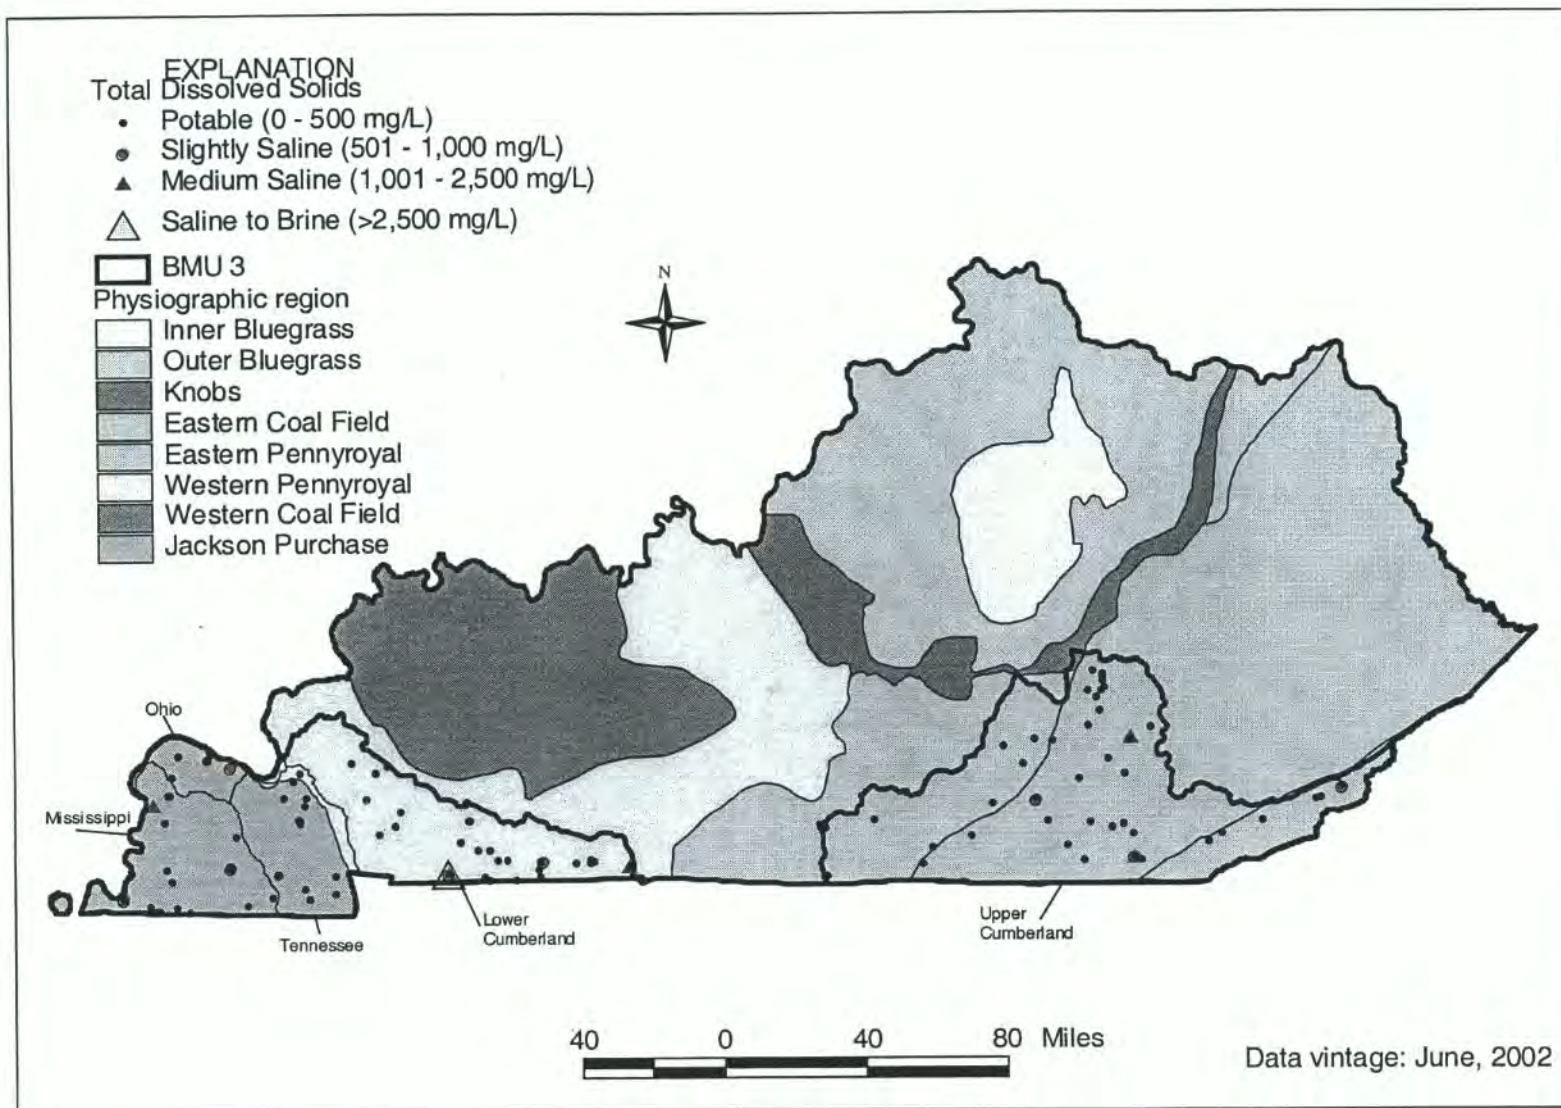 EXPLANATION
Total Dissolved Solids
Potable (0 - 500 mg/L)
Slightly Saline (501 - 1,000 mg/L)
Medium Saline (1,001 - 2,500 mg/L)
Saline to Brine (>2,500 mg/L)
BMU 3
Physiographic region
Inner Bluegrass
Outer Bluegrass
Knobs
Eastern Coal Field
Eastern Pennyroyal
Western Pennyroyal
Western Coal Field
Jackson Purchase
N
Ohio
Mississippi
Tennessee
Lower
Cumberland
Upper
Cumberland
40 0 40 80 Miles
Data vintage: June, 2002